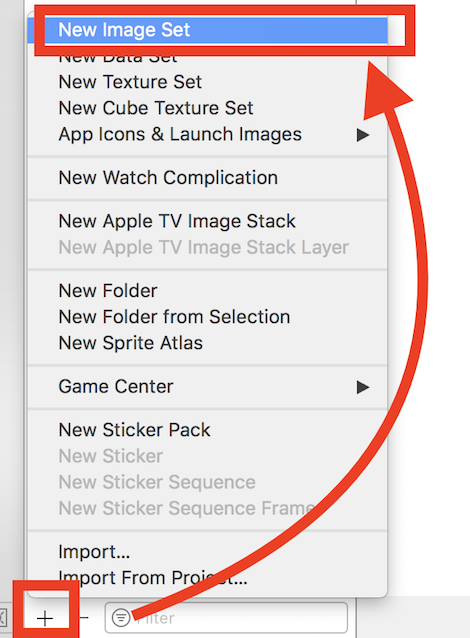 New Image Set
New Data Set
New Texture Set
New Cube Texture Set
App Icons & Launch Images
New Watch Complication
New Apple TV Image Stack
New Apple TV Image Stack Layer
New Folder
New Folder from Selection
New Sprite Atlas
Game Center
New Sticker Pack
New Sticker
New Sticker Sequence
New Sticker Sequence Frame
Import...
Import From Project...
Filter